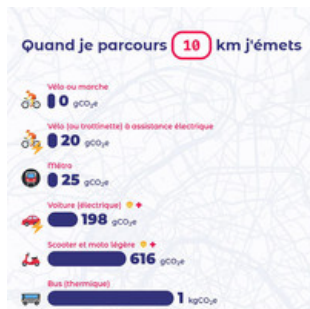 Quand je parcours 10 km j'émets
Vélo ou marche
0 gCO₂e
Vélo (ou trottinette) à assistance électrique
20 gCO₂e
Métro
25 gCO₂e
Voiture (électrique)
198 gCO₂e
Scooter et moto légère
616 gCO₂e
Bus (thermique)
1 kgCO₂e